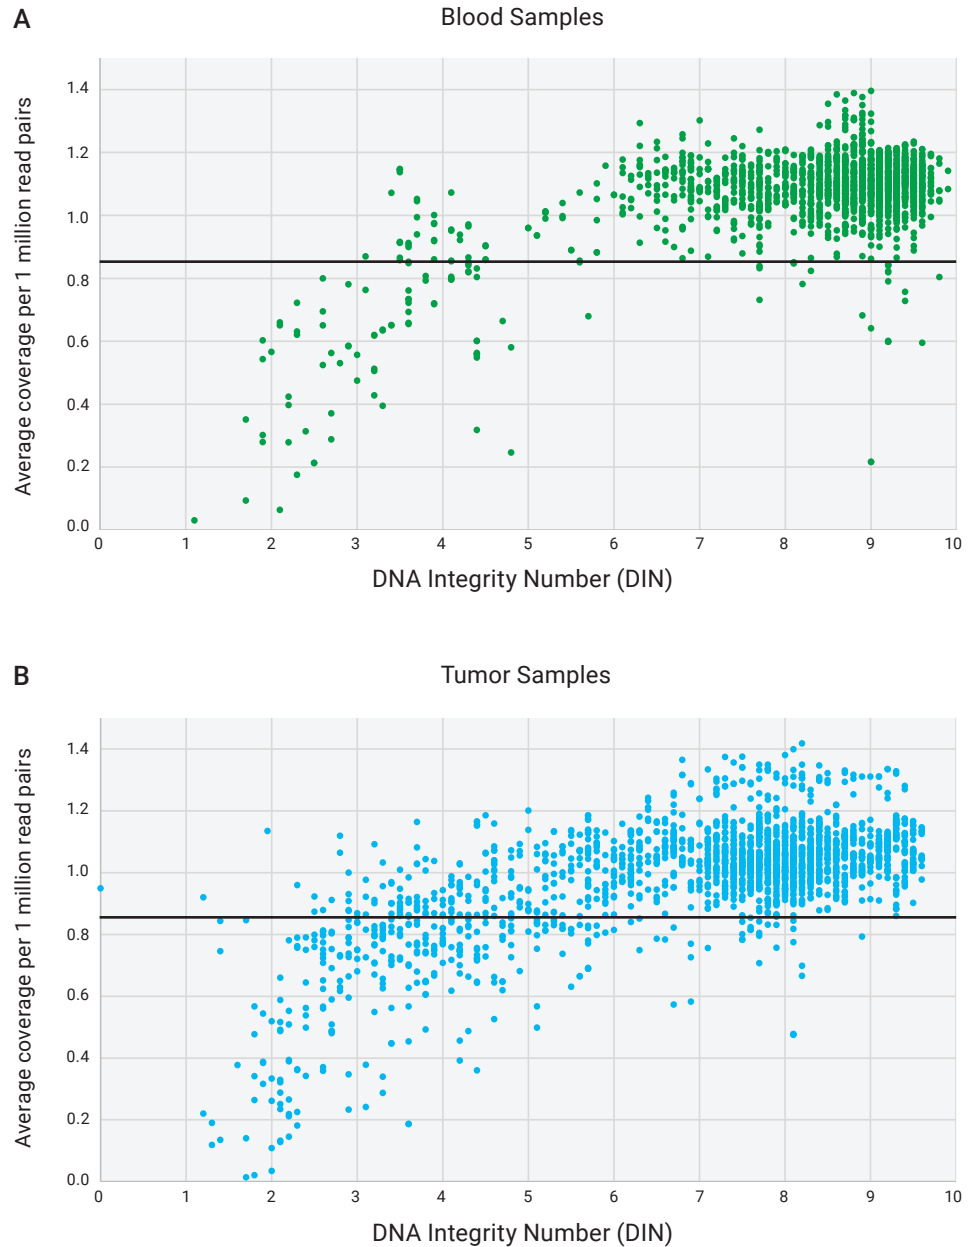 A
Blood Samples
Average coverage per 1 million read pairs
1.4
1.2
1.0
0.8
0.6
0.4
0.2
0.0
0 1 2 3 4 5 6 7 8 9 10
DNA Integrity Number (DIN)
B
Tumor Samples
Average coverage per 1 million read pairs
1.4
1.2
1.0
0.8
0.6
0.4
0.2
0.0
0 1 2 3 4 5 6 7 8 9 10
DNA Integrity Number (DIN)